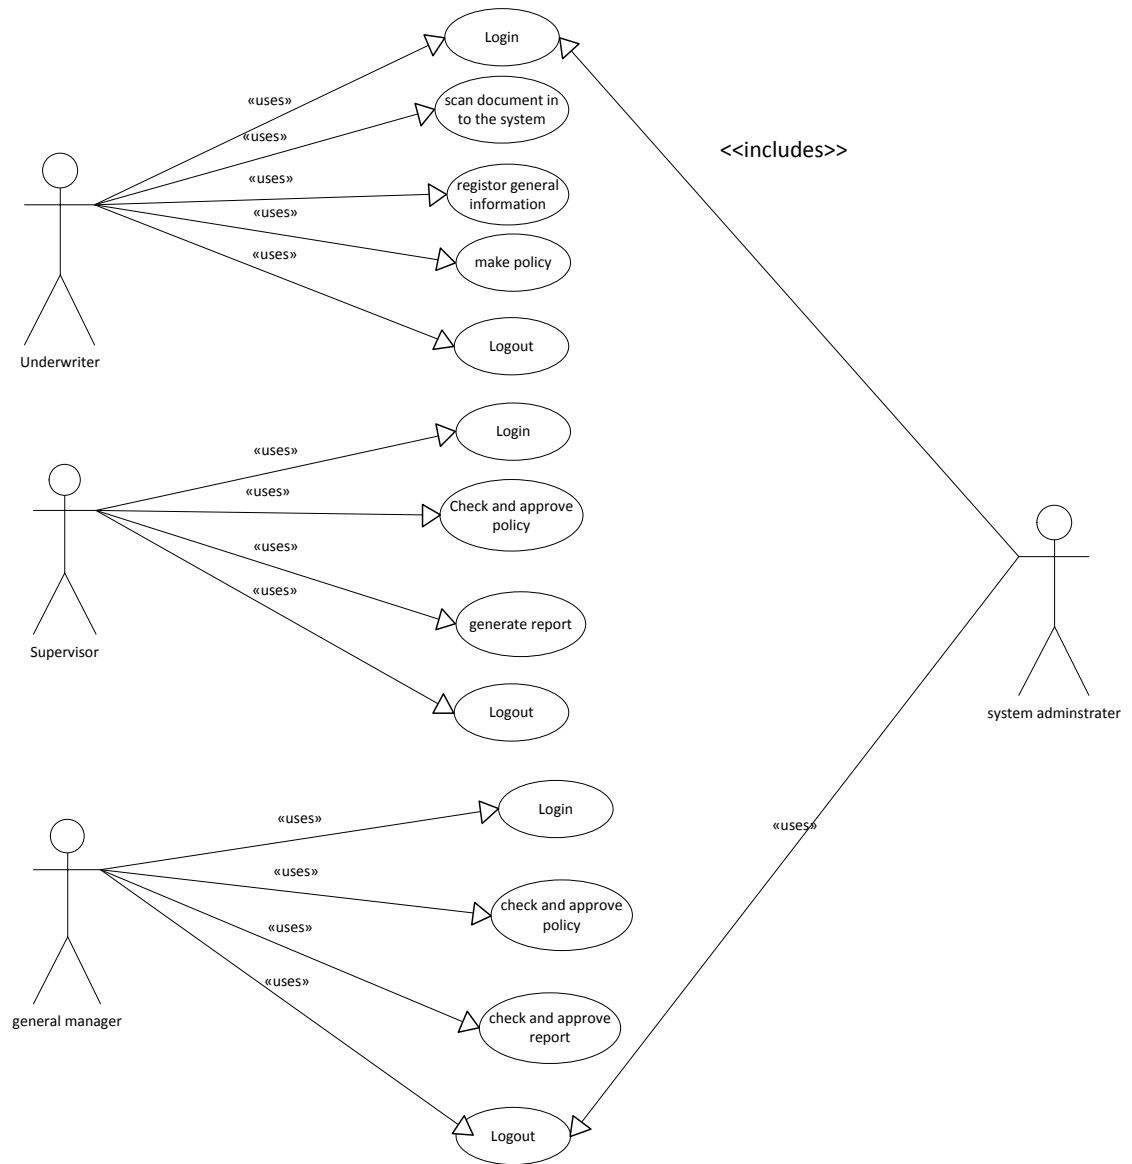 Login
«uses»
scan document in
to the system
«uses»
<<includes>>
«uses»
registor general
information
«uses»
«uses»
make policy
Logout
Underwriter
Login
«uses»
«uses»
Check and approve
policy
«uses»
«uses»
generate report
Supervisor
Logout
system adminstrater
Login
«uses»
«uses»
«uses»
check and approve
policy
«uses»
«uses»
general manager
check and approve
report
Logout